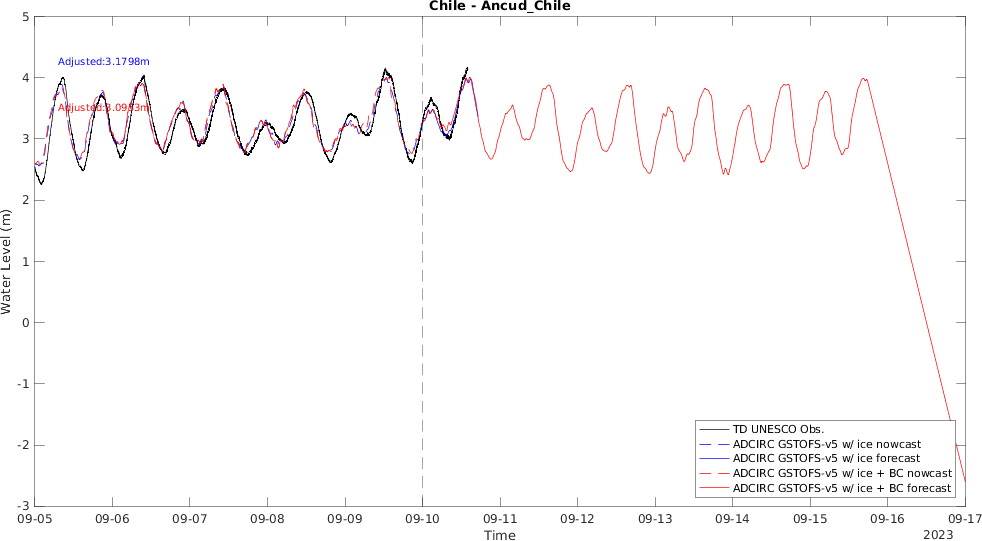 Chile - Ancud_Chile
5
4
3
2
1
0
-1
-2
-3
Water Level (m)
Adjusted:3.1798m
TD UNESCO Obs.
ADCIRC GSTOFS-v5 w/ ice nowcast
ADCIRC GSTOFS-v5 w/ ice forecast
ADCIRC GSTOFS-v5 w/ ice + BC nowcast
ADCIRC GSTOFS-v5 w/ ice + BC forecast
09-05 09-06 09-07 09-08 09-09 09-10 09-11 09-12 09-13 09-14 09-15 09-16 09-17
Time
2023